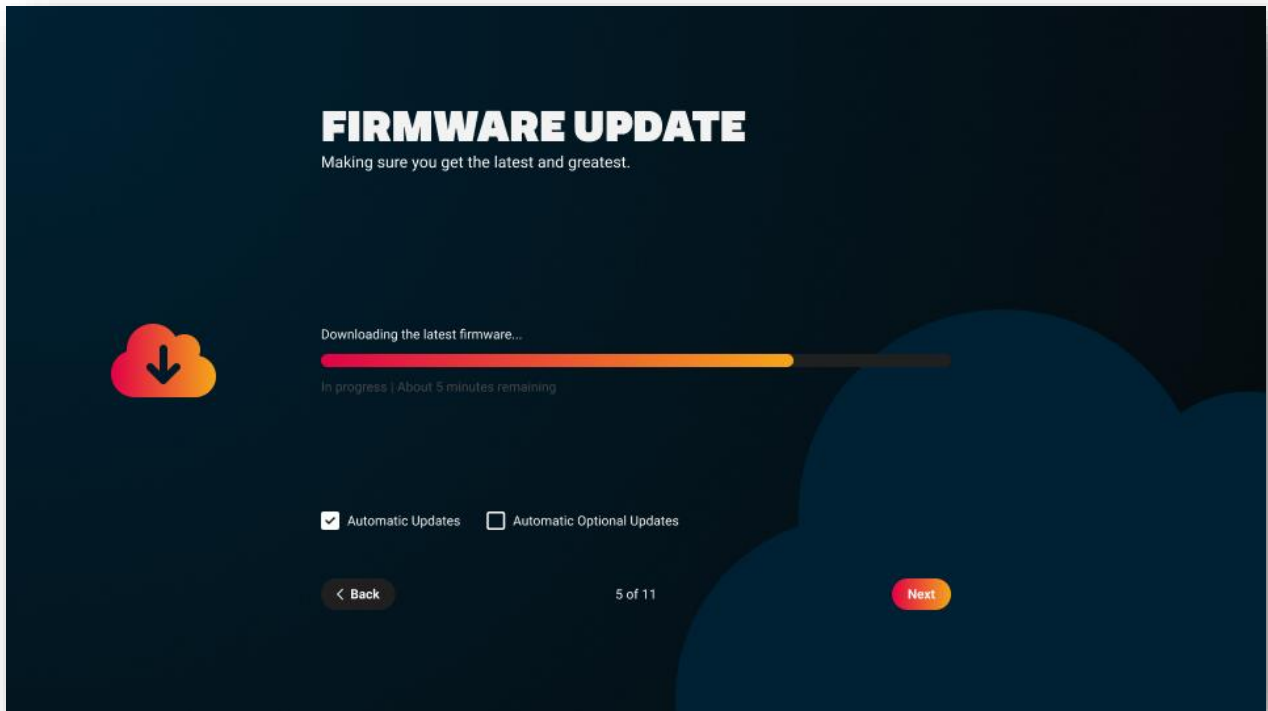 FIRMWARE UPDATE
Making sure you get the latest and greatest.
Downloading the latest firmware...
In progress | About 5 minutes remaining
Automatic Updates
Automatic Optional Updates
Back
5 of 11
Next